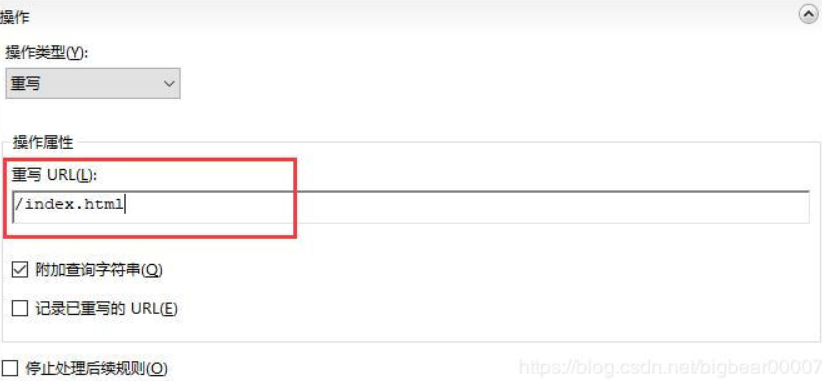 操作
操作类型(Y):
重写
操作属性
重写 URL(L):
/index.html
附加查询字符串(Q)
记录已重写的 URL(E)
停止处理后续规则(O)
https://blog.csdn.net/bigbear00007